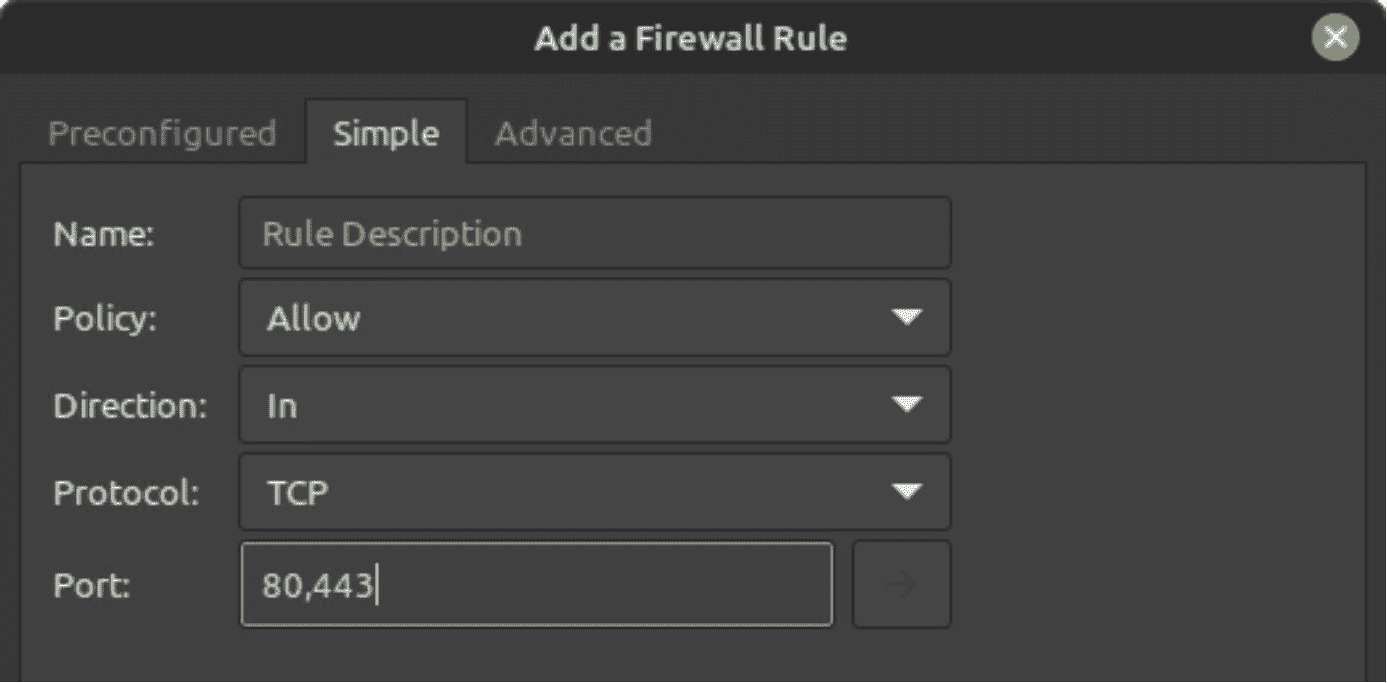 Add a Firewall Rule
Preconfigured Simple Advanced
Name: Rule Description
Policy: Allow
Direction: In
Protocol: TCP
Port: 80,443